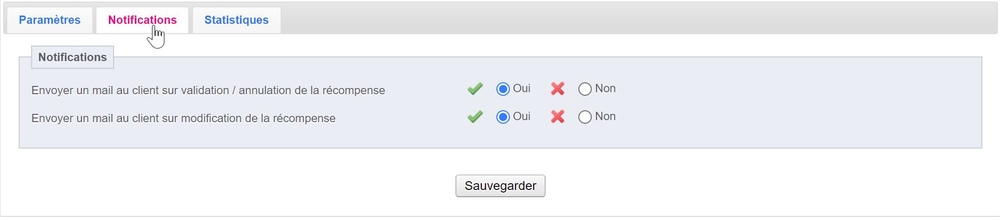 Paramètres Notifications Statistiques
Notifications
Envoyer un mail au client sur validation / annulation de la récompense Oui Non
Envoyer un mail au client sur modification de la récompense Oui Non
Sauvegarder